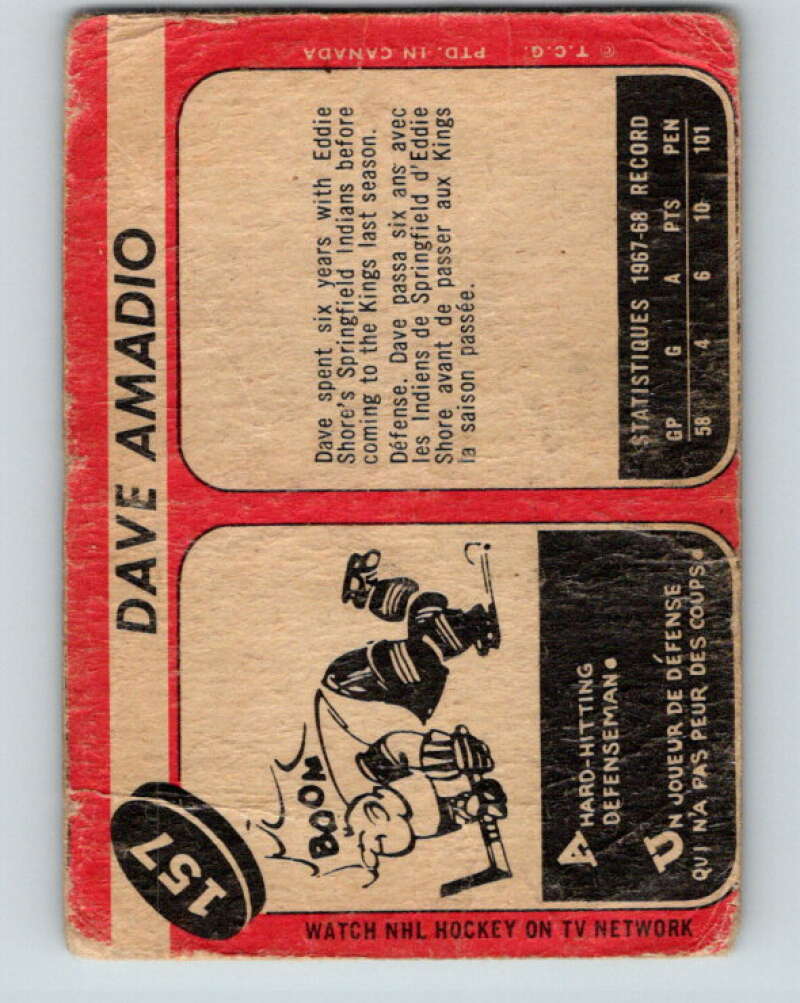 157
DAVE AMADIO
BOOM
A HARD-HITTING
DEFENSEMAN.
UN JOUEUR DE DÉFENSE
QUI N'A PAS PEUR DES COUPS.
Dave spent six years with Eddie
Shore's Springfield Indians before
coming to the Kings last season.
Défense. Dave passa six ans avec
les Indiens de Springfield d'Eddie
Shore avant de passer aux Kings
la saison passée.
STATISTIQUES 1967-68 RECORD
GP G A PTS PEN
58 4 6 10 101
WATCH NHL HOCKEY ON TV NETWORK
© T.C.G. PTD. IN CANADA